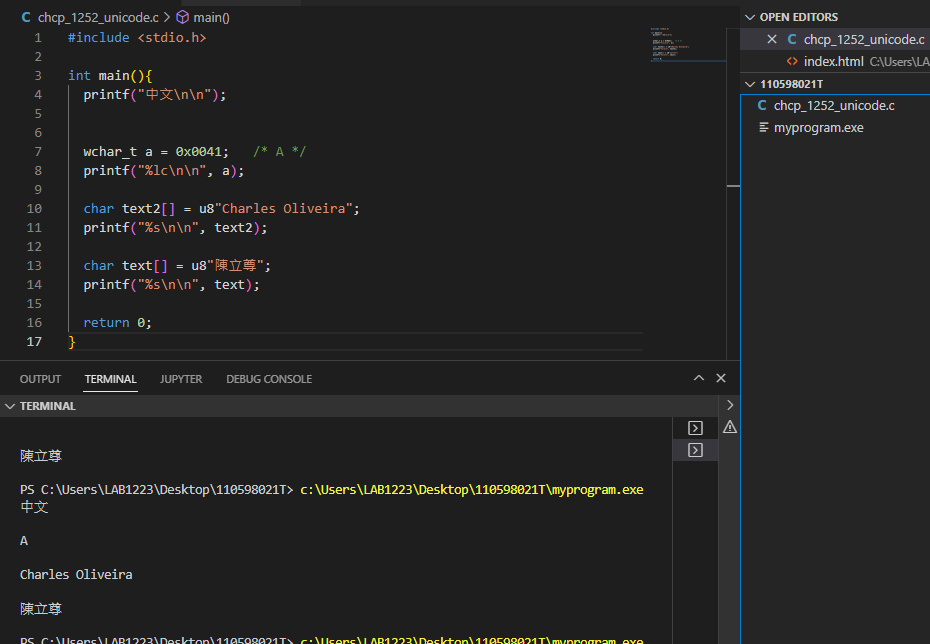 chcp_1252_unicode.c > main()
1 #include <stdio.h>
2
3 int main(){
4 printf("中文\n\n");
5
6
7 wchar_t a = 0x0041; /* A */
8 printf("%lc\n\n", a);
9
10 char text2[] = u8"Charles Oliveira";
11 printf("%s\n\n", text2);
12
13 char text[] = u8"陳立尊";
14 printf("%s\n\n", text);
15
16 return 0;
17 }
OPEN EDITORS
C chcp_1252_unicode.c
<> index.html C:\Users\LA
110598021T
C chcp_1252_unicode.c
myprogram.exe
OUTPUT TERMINAL JUPYTER DEBUG CONSOLE
TERMINAL
陳立尊
PS C:\Users\LAB1223\Desktop\110598021T> c:\Users\LAB1223\Desktop\110598021T\myprogram.exe
中文
A
Charles Oliveira
陳立尊
PS C:\Users\LAB1223\Desktop\110598021T> c:\Users\LAB1223\Desktop\110598021T\myprogram.exe